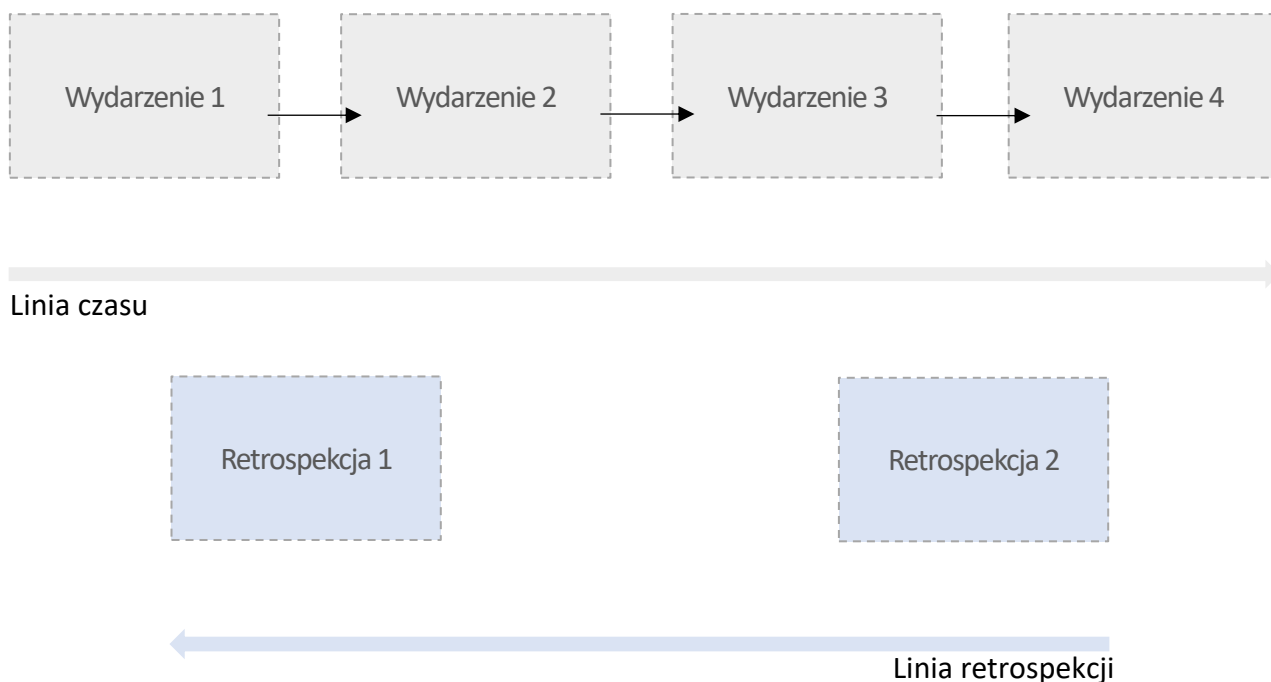 Wydarzenie 1
Wydarzenie 2
Wydarzenie 3
Wydarzenie 4
Linia czasu
Retrospekcja 1
Retrospekcja 2
Linia retrospekcji